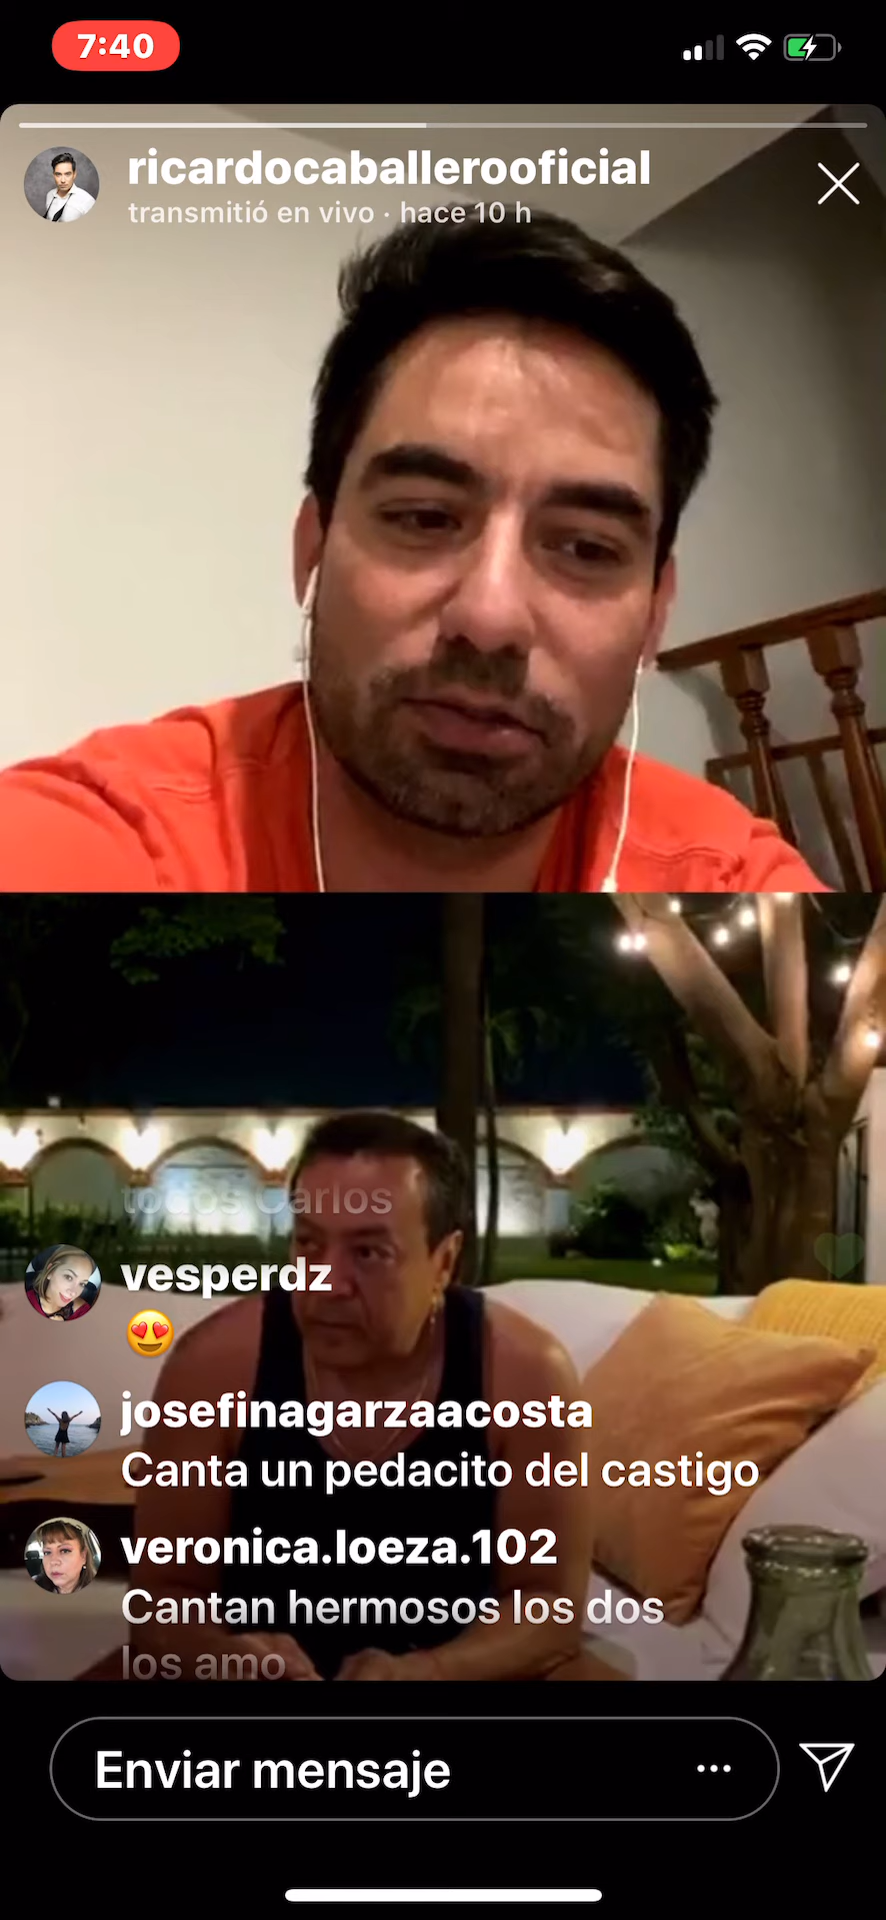 7:40
ricardocaballerooficial
transmitió en vivo · hace 10 h
todos Carlos
vesperdz
😍
josefinagarzaacosta
Canta un pedacito del castigo
veronica.loeza.102
Cantan hermosos los dos
los amo
Enviar mensaje